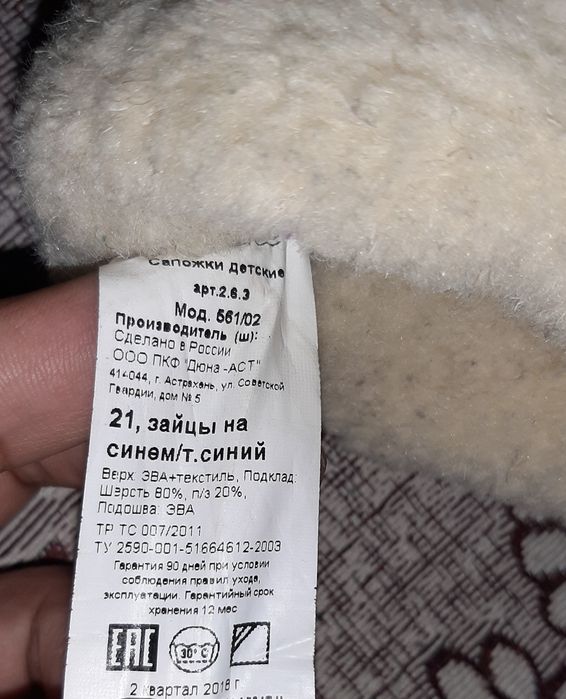 Сапожки детские
арт.2.6.3
Мод. 561/02
Производитель (ш):
Сделано в России
ООО ПКФ "Дюна-АСТ"
414044, г. Астрахань, ул. Советской
Гвардии, дом № 5
21, зайцы на
синем/т.синий
Верх: ЭВА+текстиль, Подклад:
Шерсть 80%, п/э 20%,
Подошва: ЭВА
ТР ТС 007/2011
ТУ 2590-001-51664612-2003
Гарантия 90 дней при условии
соблюдения правил ухода,
эксплуатации. Гарантийный срок
хранения 12 мес
EAC 30° C
2 квартал 2018 г.